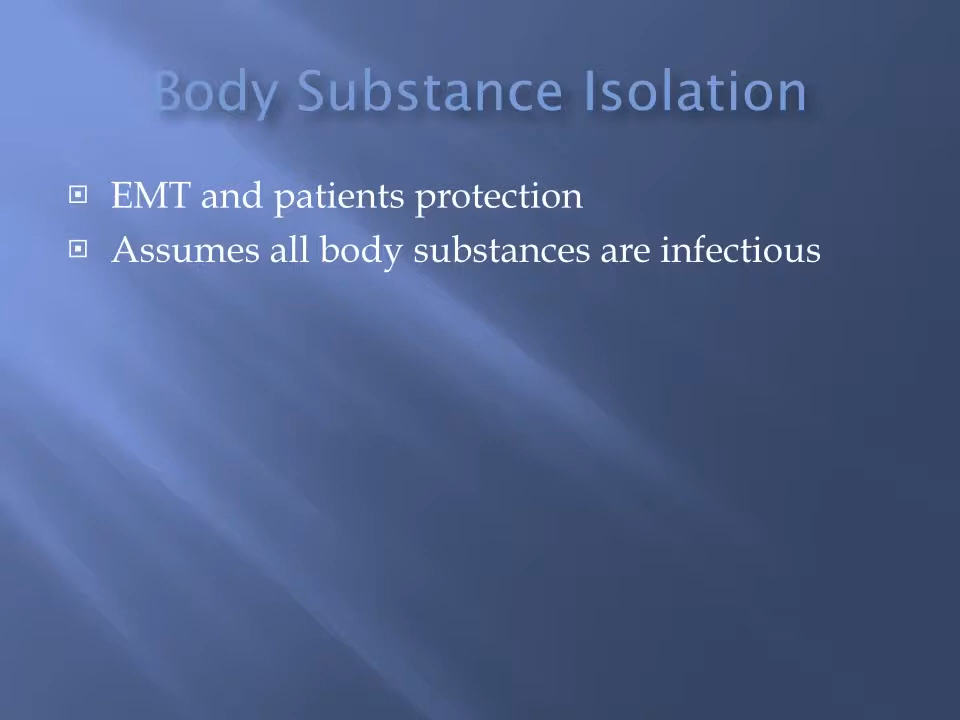 Body Substance Isolation
EMT and patients protection
Assumes all body substances are infectious